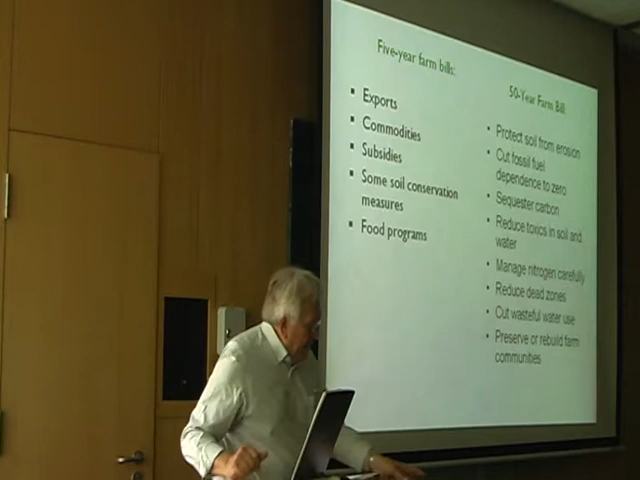 Five-year farm bills:
Exports
Commodities
Subsidies
Some soil conservation
measures
Food programs
50-Year Farm Bill:
Protect soil from erosion
Cut fossil fuel
dependence to zero
Sequester carbon
Reduce toxics in soil and
water
Manage nitrogen carefully
Reduce dead zones
Cut wasteful water use
Preserve or rebuild farm
communities